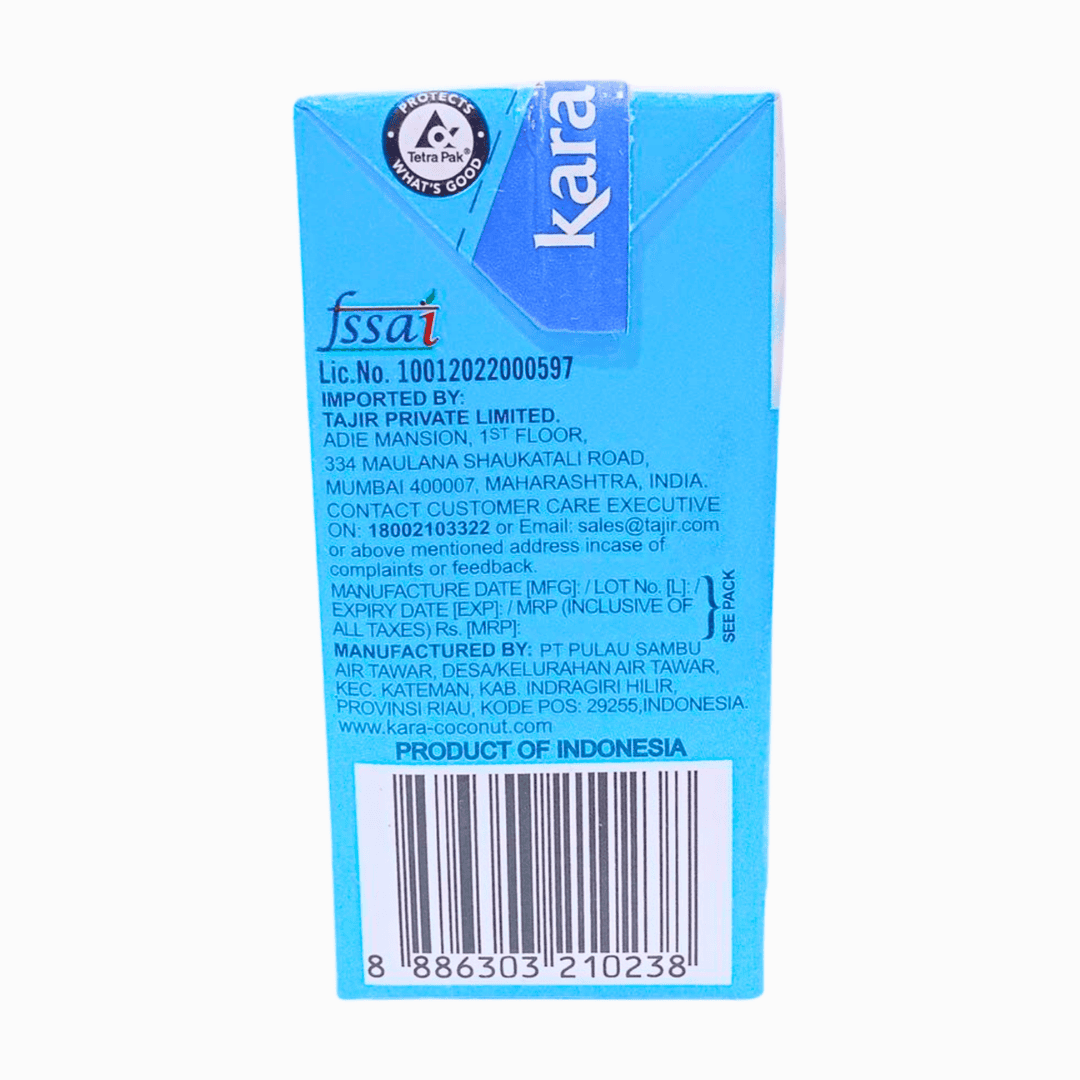 PROTECTS
Tetra Pak®
WHAT'S GOOD
kara
fssai
Lic.No. 10012022000597
IMPORTED BY:
TAJIR PRIVATE LIMITED.
ADIE MANSION, 1ST FLOOR,
334 MAULANA SHAUKATALI ROAD,
MUMBAI 400007, MAHARASHTRA, INDIA.
CONTACT CUSTOMER CARE EXECUTIVE
ON: 18002103322 or Email: sales@tajir.com
or above mentioned address incase of
complaints or feedback.
MANUFACTURE DATE [MFG]: / LOT No. [L]: /
EXPIRY DATE [EXP]: / MRP (INCLUSIVE OF
ALL TAXES) Rs. [MRP]:
SEE PACK
MANUFACTURED BY: PT PULAU SAMBU
AIR TAWAR, DESA/KELURAHAN AIR TAWAR,
KEC. KATEMAN, KAB. INDRAGIRI HILIR,
PROVINSI RIAU, KODE POS: 29255,INDONESIA.
www.kara-coconut.com
PRODUCT OF INDONESIA
8 886303 210238